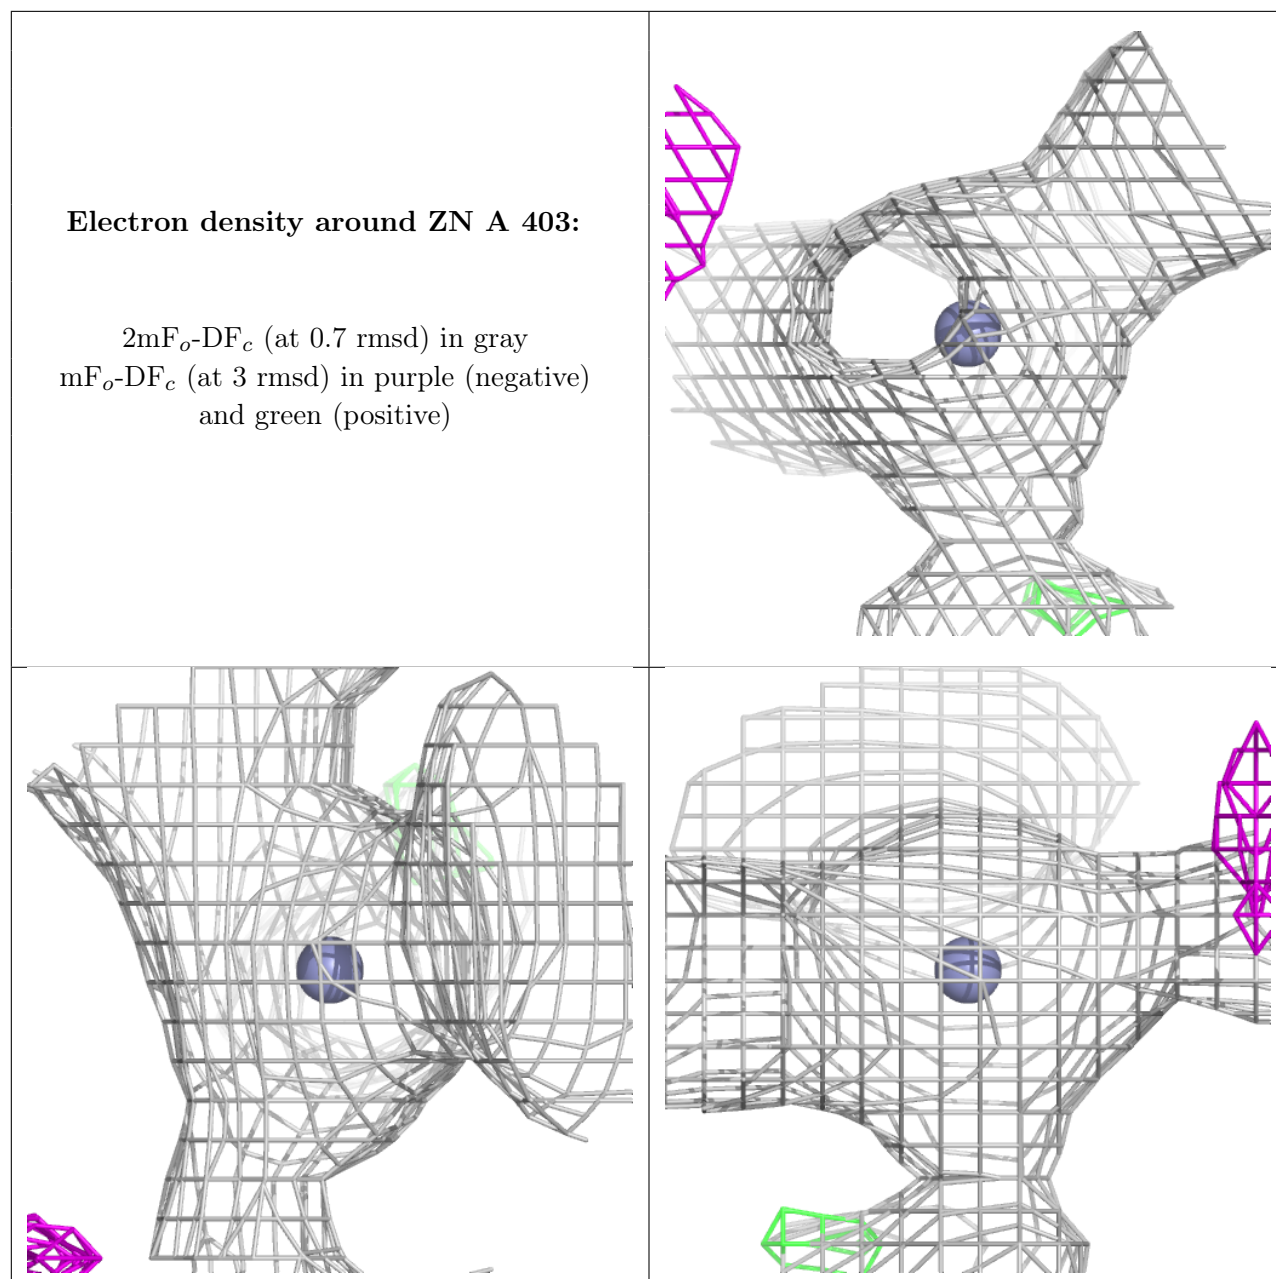 Electron density around ZN A 403:
2mFo-DFc (at 0.7 rmsd) in gray
mFo-DFc (at 3 rmsd) in purple (negative)
and green (positive)